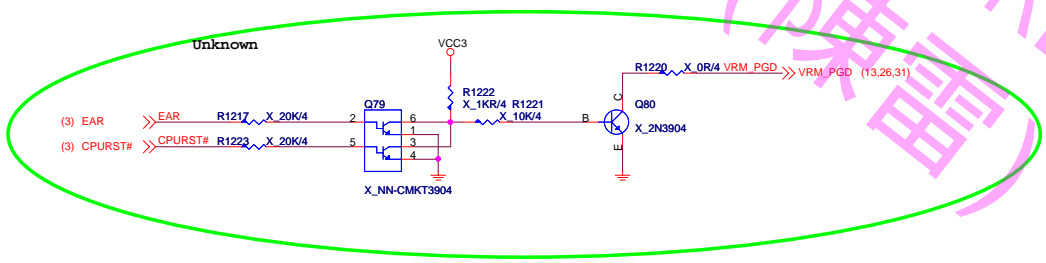 Unknown
VCC3
R1220 X_0R/4 VRM_PGD VRM_PGD (13,26,31)
R1222
X_1KR/4 R1221
X_10K/4
Q79
C
Q80
(3) EAR EAR R1217 X_20K/4 2 6
B
X_2N3904
1
(3) CPURST# CPURST# R1223 X_20K/4 5 3
E
4
X_NN-CMKT3904
(陳雷)